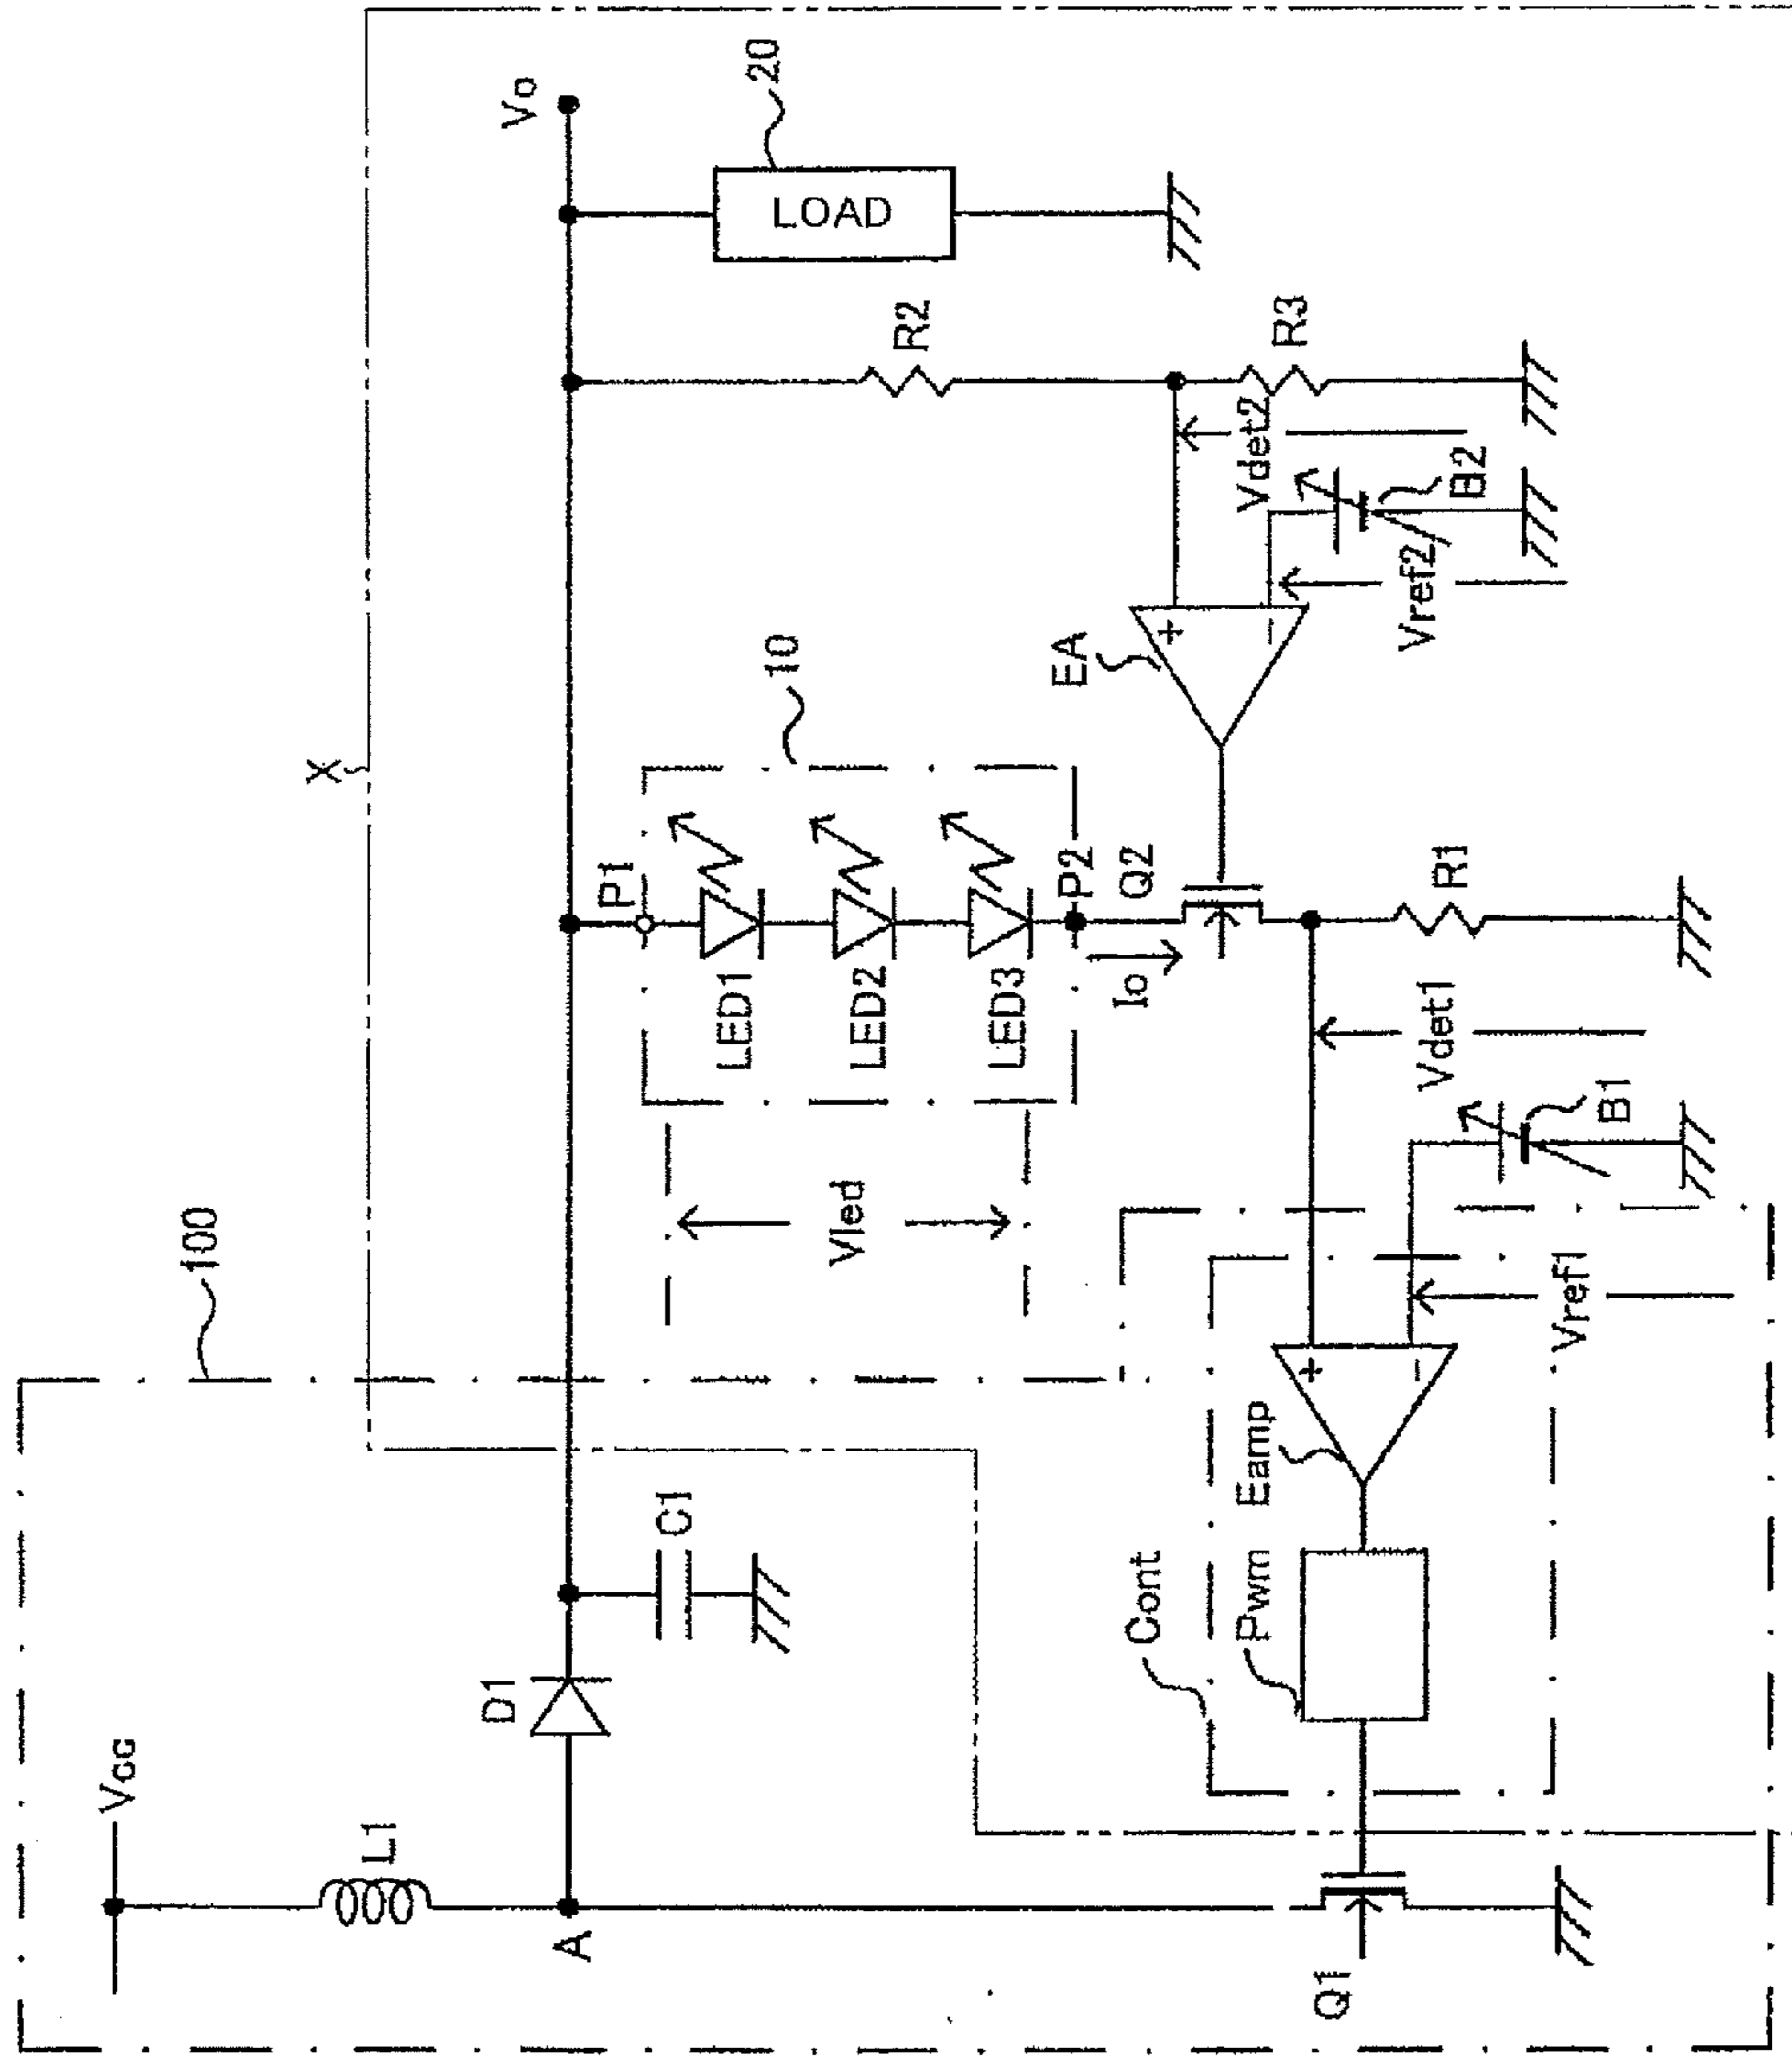 100
X
Vcc
L1
A
D1
C1
Vo
20
LOAD
R2
R3
Vdet2
B2
Vref2
EA
10
P1
LED1
LED2
LED3
Vled
P2
Q2
Io
R1
Vdet1
B1
Vref1
Eamp
Pwm
Cont
Q1
+
−
+
−